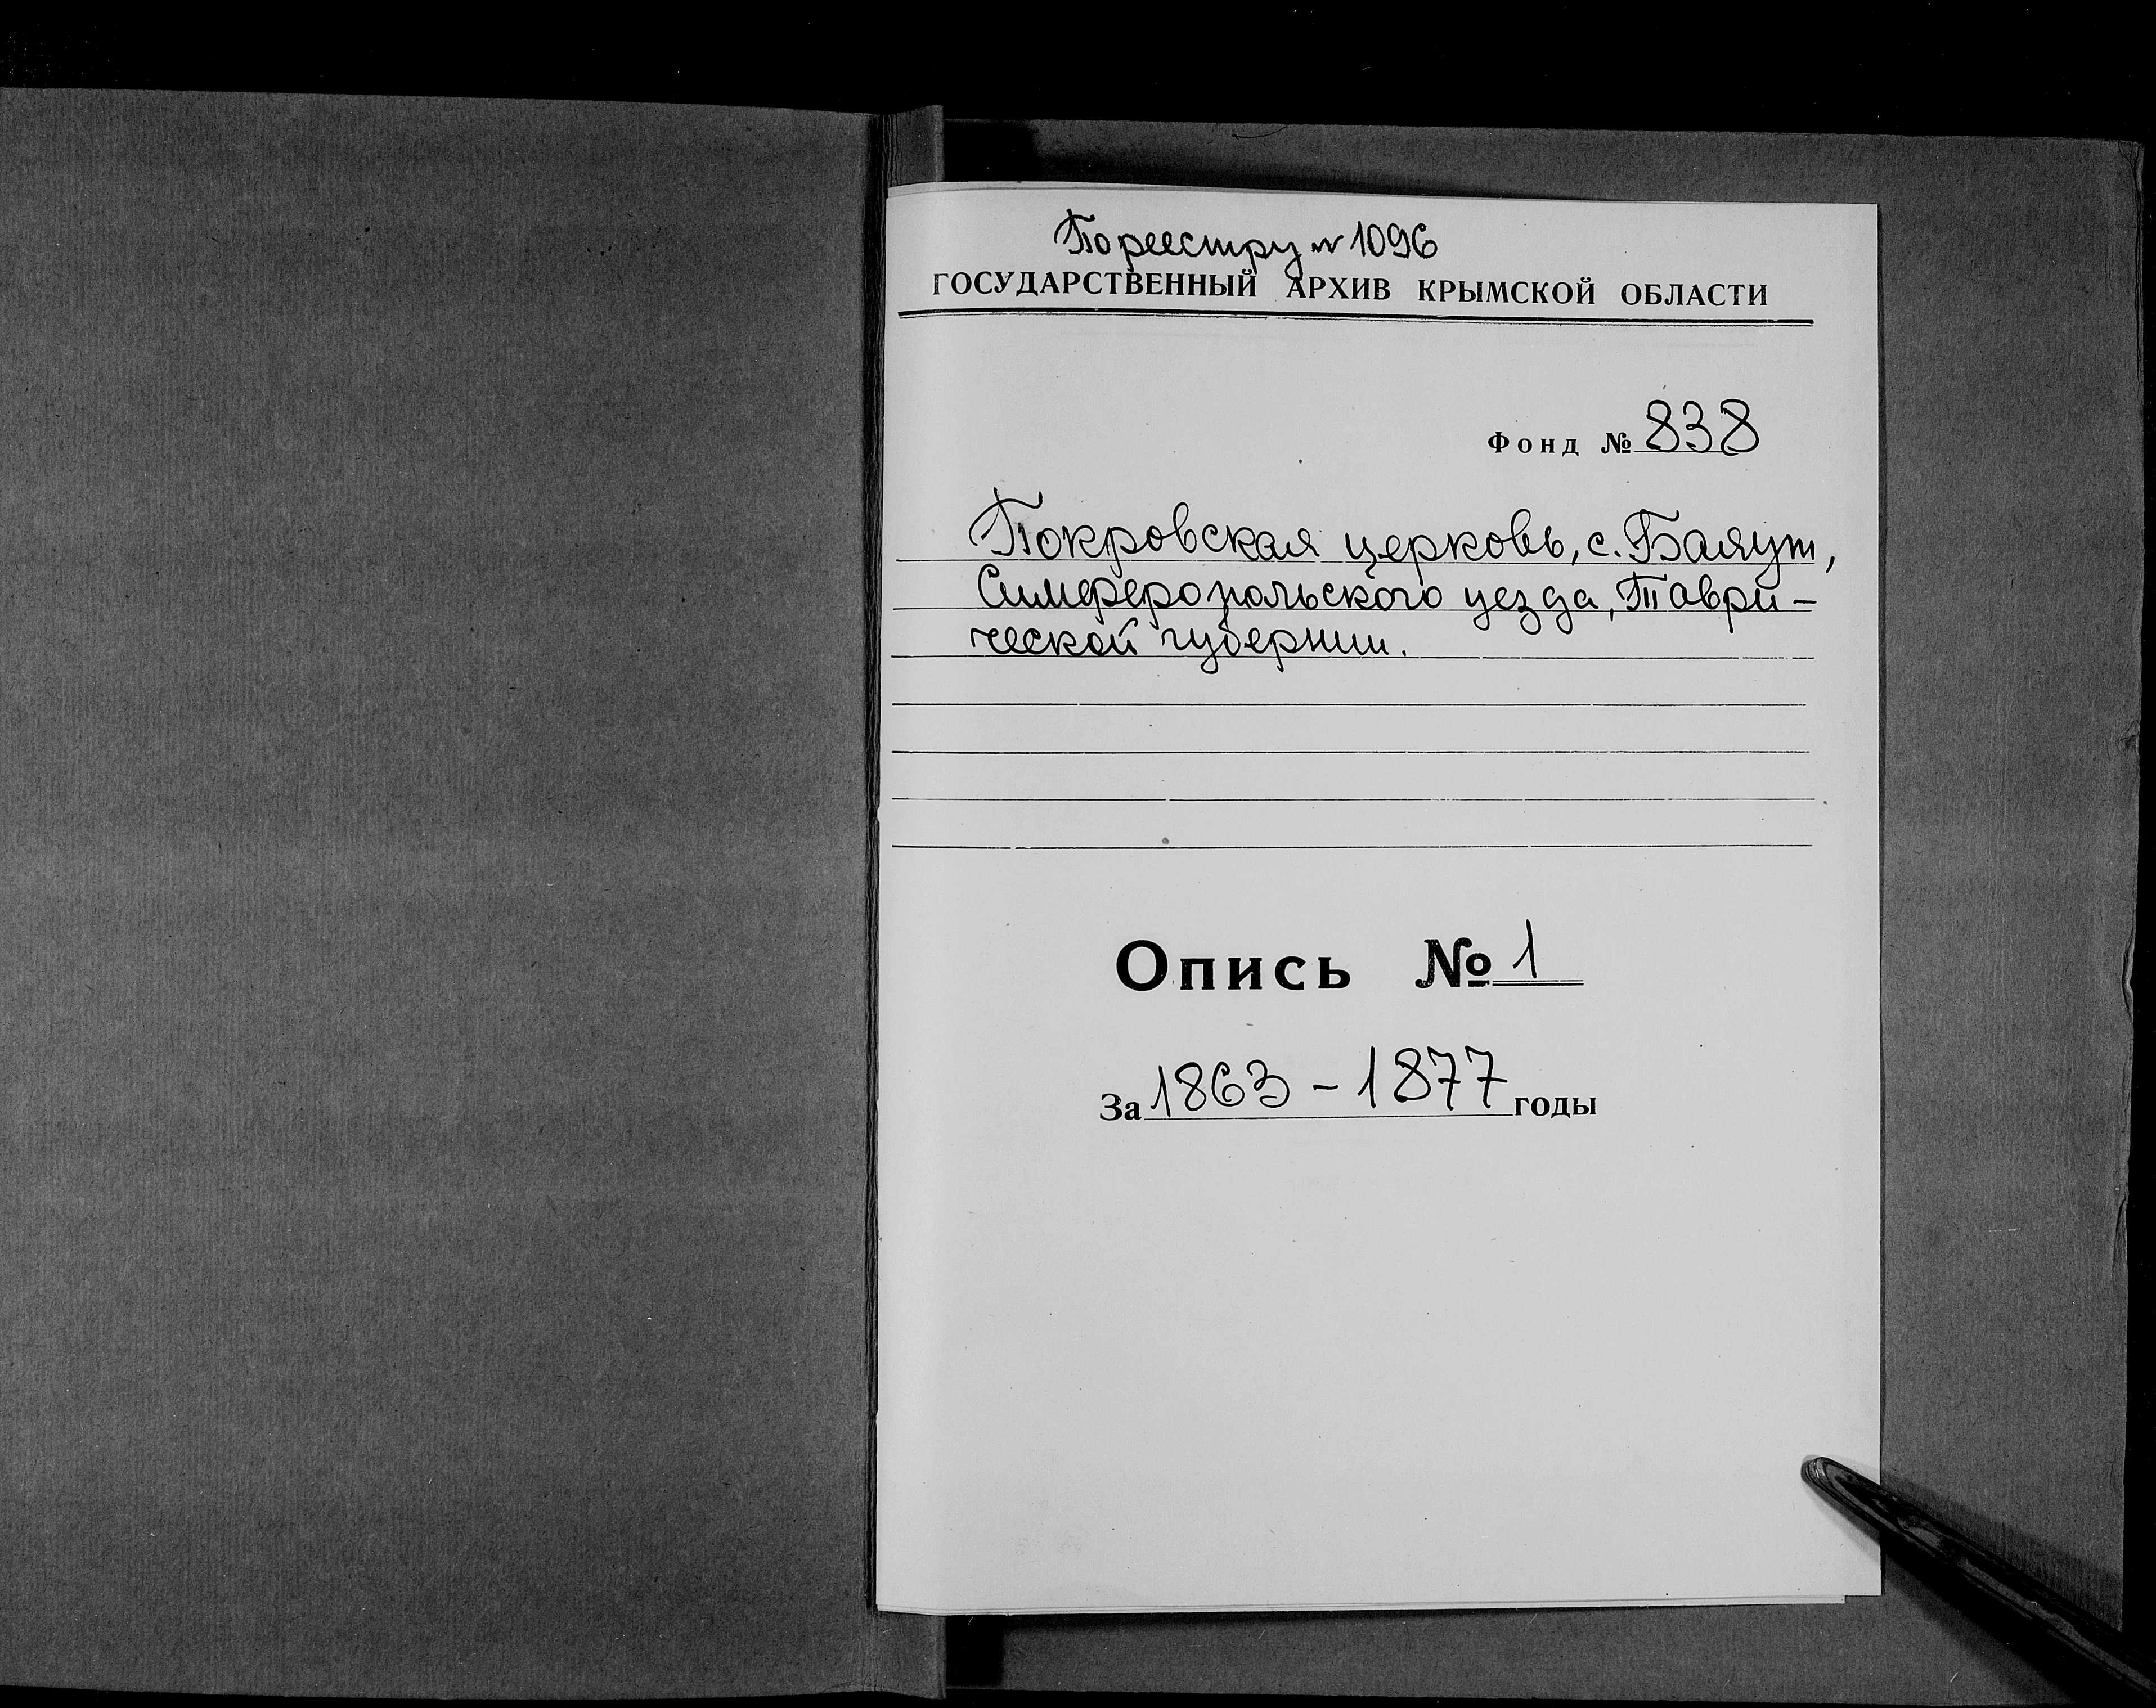 По реестру № 1096
ГОСУДАРСТВЕННЫЙ АРХИВ КРЫМСКОЙ ОБЛАСТИ
Фонд № 838
Покровская церковь, с. Баяут,
Симферопольского уезда, Таври-
ческой губернии.
Опись № 1
За 1863 - 1877 годы